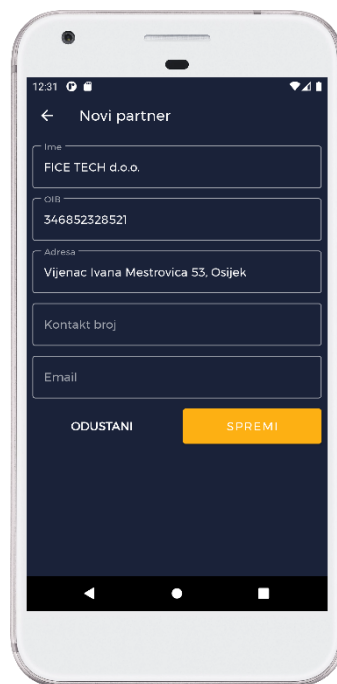 12:31
Novi partner
Ime
FICE TECH d.o.o.
OIB
346852328521
Adresa
Vijenac Ivana Mestrovica 53, Osijek
Kontakt broj
Email
ODUSTANI
SPREMI